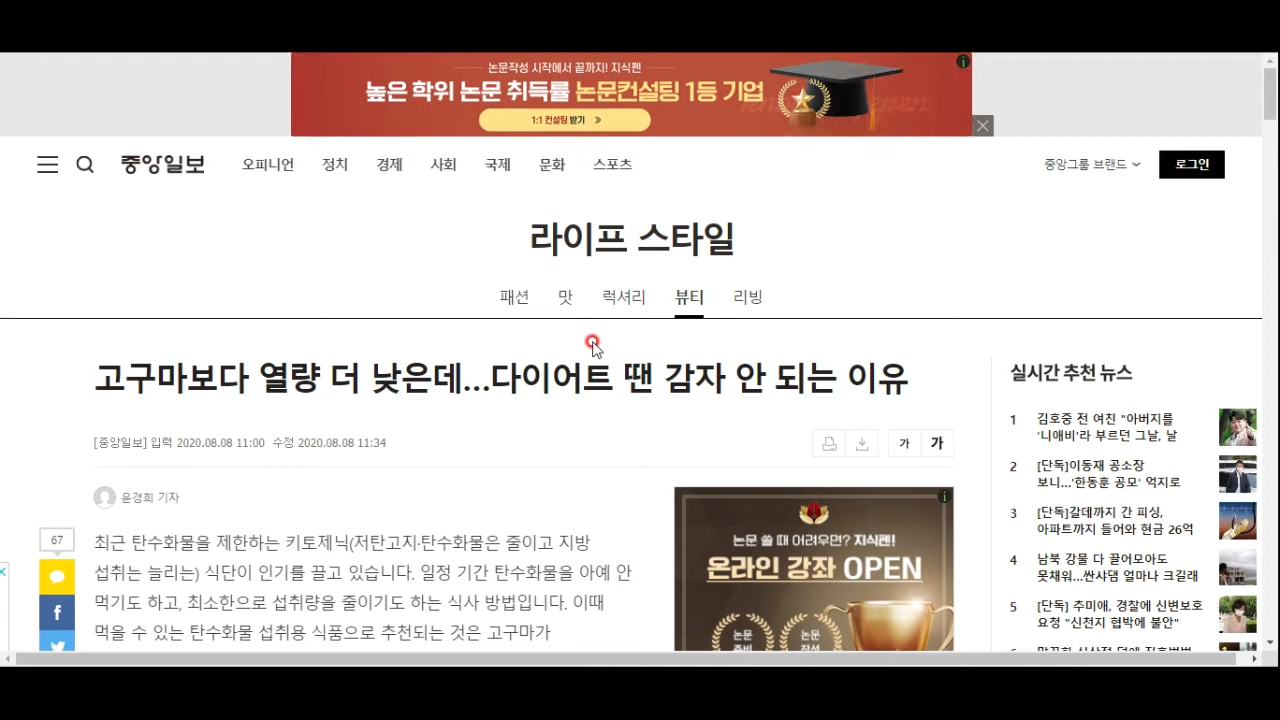 논문작성 시작에서 끝까지! 지식펜
높은 학위 논문 취득률 논문컨설팅 1등 기업
1:1 컨설팅 받기 »
중앙일보 오피니언 정치 경제 사회 국제 문화 스포츠 중앙그룹 브랜드 로그인
라이프 스타일
패션 맛 럭셔리 뷰티 리빙
고구마보다 열량 더 낮은데...다이어트 땐 감자 안 되는 이유
[중앙일보] 입력 2020.08.08 11:00 수정 2020.08.08 11:34
가 가
윤경희 기자
67
최근 탄수화물을 제한하는 키토제닉(저탄고지·탄수화물은 줄이고 지방
섭취는 늘리는) 식단이 인기를 끌고 있습니다. 일정 기간 탄수화물을 아예 안
먹기도 하고, 최소한으로 섭취량을 줄이기도 하는 식사 방법입니다. 이때
먹을 수 있는 탄수화물 섭취용 식품으로 추천되는 것은 고구마가
논문 쓸 때 어려우면? 지식펜!
온라인 강좌 OPEN
논문 논문
실시간 추천 뉴스
1 김호중 전 여친 "아버지를
'니애비'라 부르던 그날, 날
2 [단독]이동재 공소장
보니...'한동훈 공모' 억지로
3 [단독]갈데까지 간 피싱,
아파트까지 들어와 현금 26억
4 남북 강물 다 끌어모아도
못채워...싼샤댐 얼마나 크길래
5 [단독] 추미애, 경찰에 신변보호
요청 "신천지 협박에 불안"